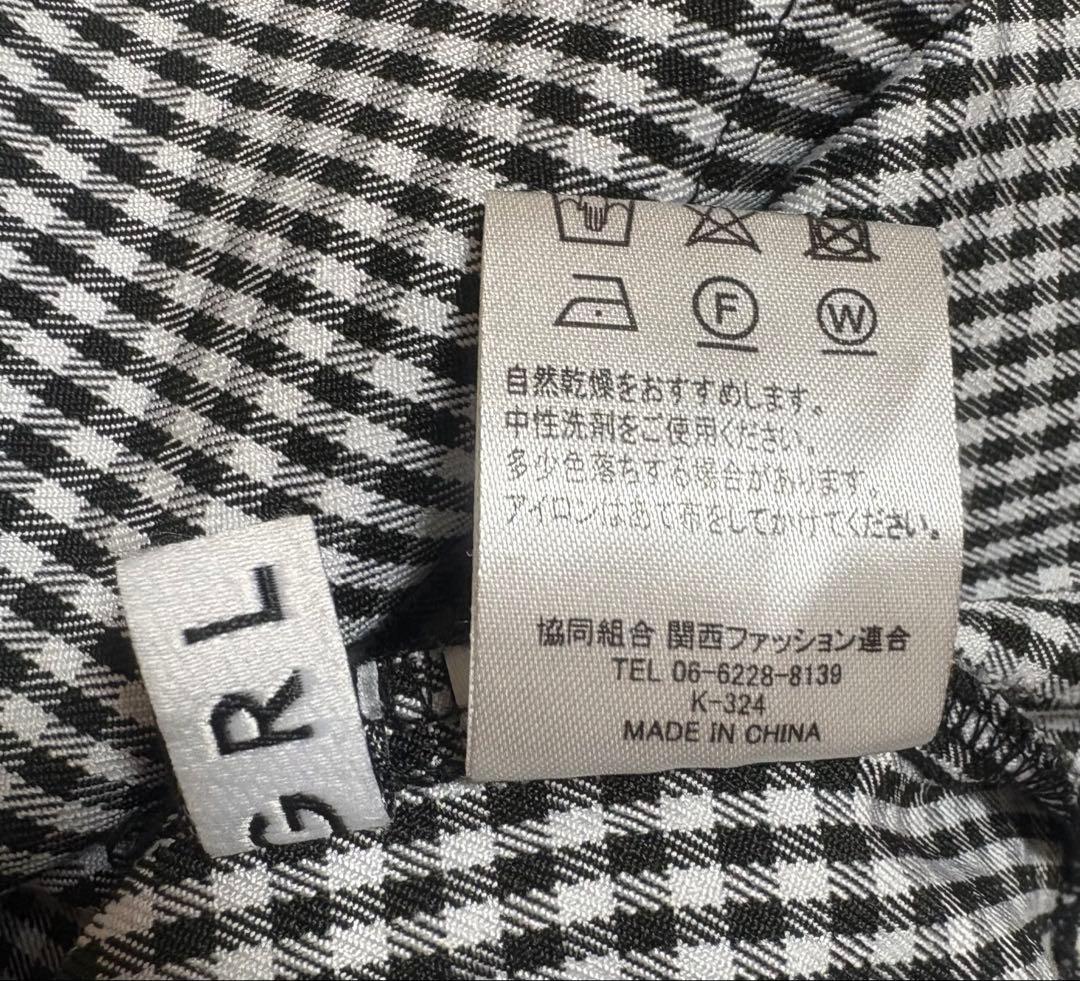 F
W
自然乾燥をおすすめします。
中性洗剤をご使用ください。
多少色落ちする場合があります。
アイロンはあて布をしてかけてください。
協同組合 関西ファッション連合
TEL 06-6228-8139
K-324
MADE IN CHINA
GRL